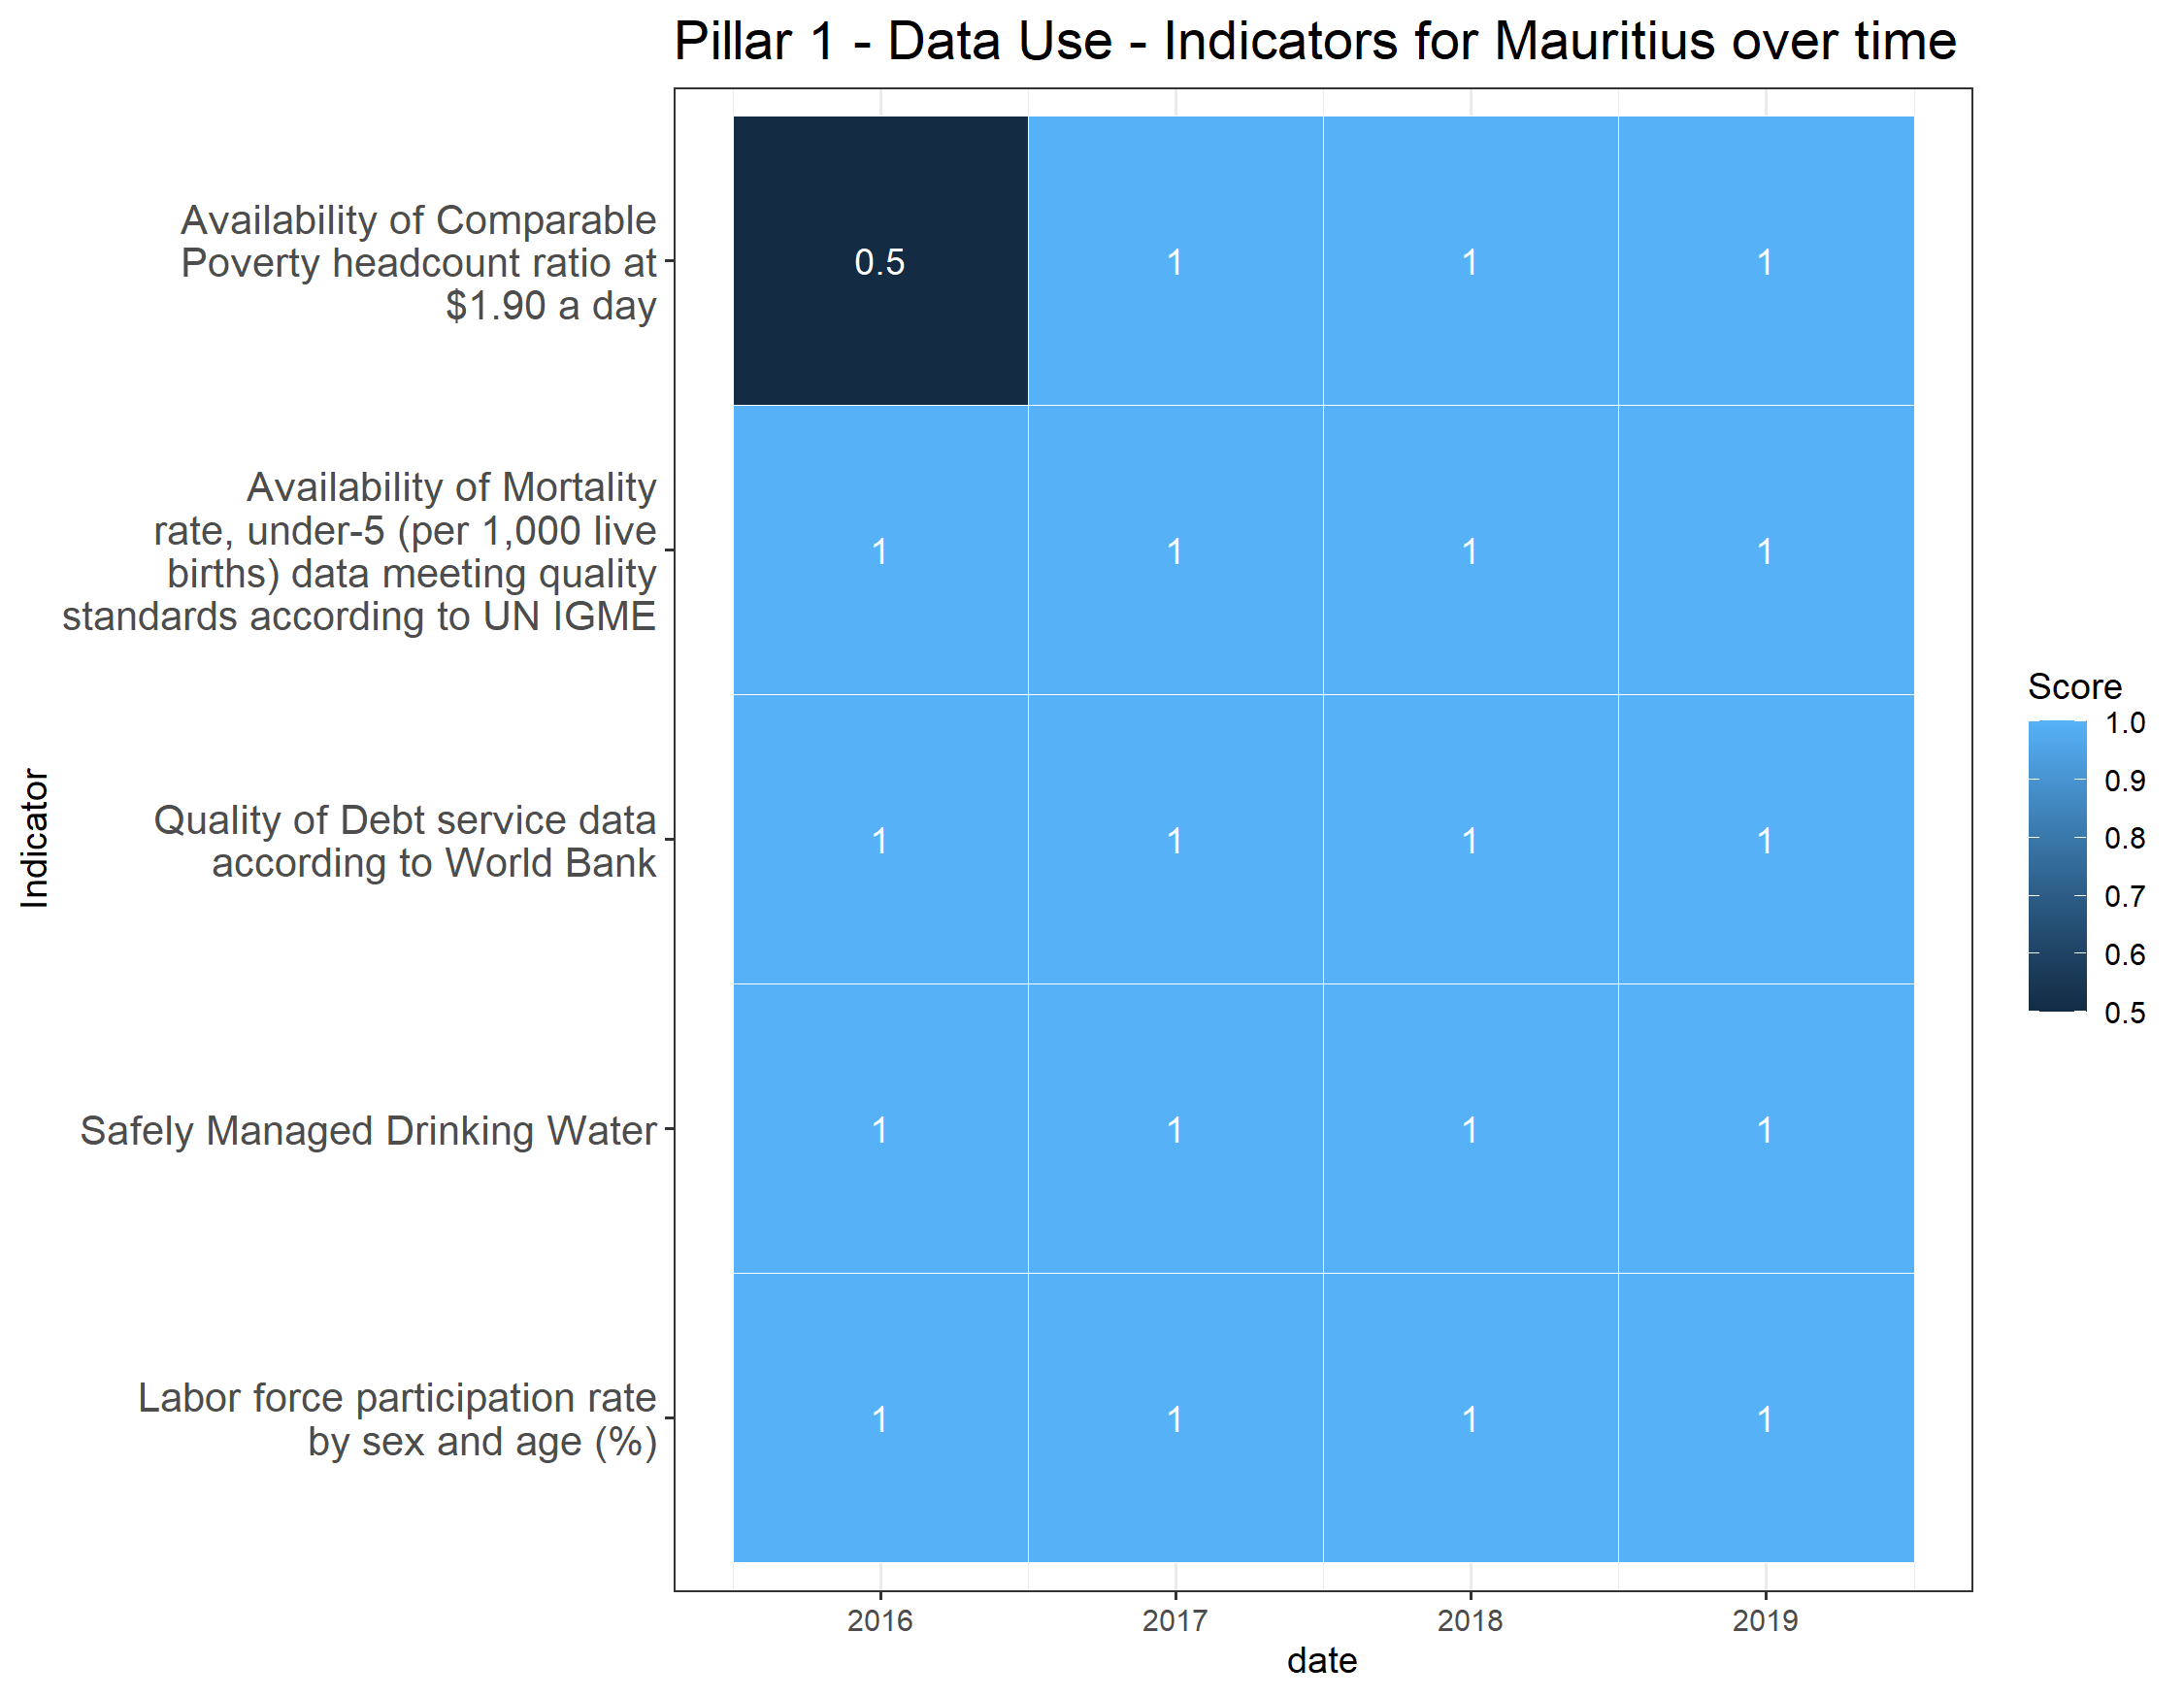 Pillar 1 - Data Use - Indicators for Mauritius over time
Indicator
Availability of Comparable
Poverty headcount ratio at
$1.90 a day
0.5
1
1
1
Availability of Mortality
rate, under-5 (per 1,000 live
births) data meeting quality
standards according to UN IGME
1
1
1
1
Quality of Debt service data
according to World Bank
1
1
1
1
Safely Managed Drinking Water
1
1
1
1
Labor force participation rate
by sex and age (%)
1
1
1
1
2016
2017
2018
2019
date
Score
1.0
0.9
0.8
0.7
0.6
0.5